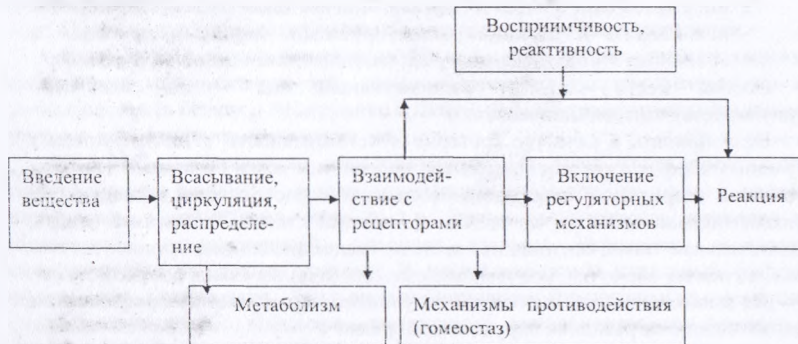 Восприимчивость,
реактивность
Введение
вещества
Всасывание,
циркуляция,
распределе-
ние
Взаимодей-
ствие с
рецепторами
Включение
регуляторных
механизмов
Реакция
Метаболизм
Механизмы противодействия
(гомеостаз)